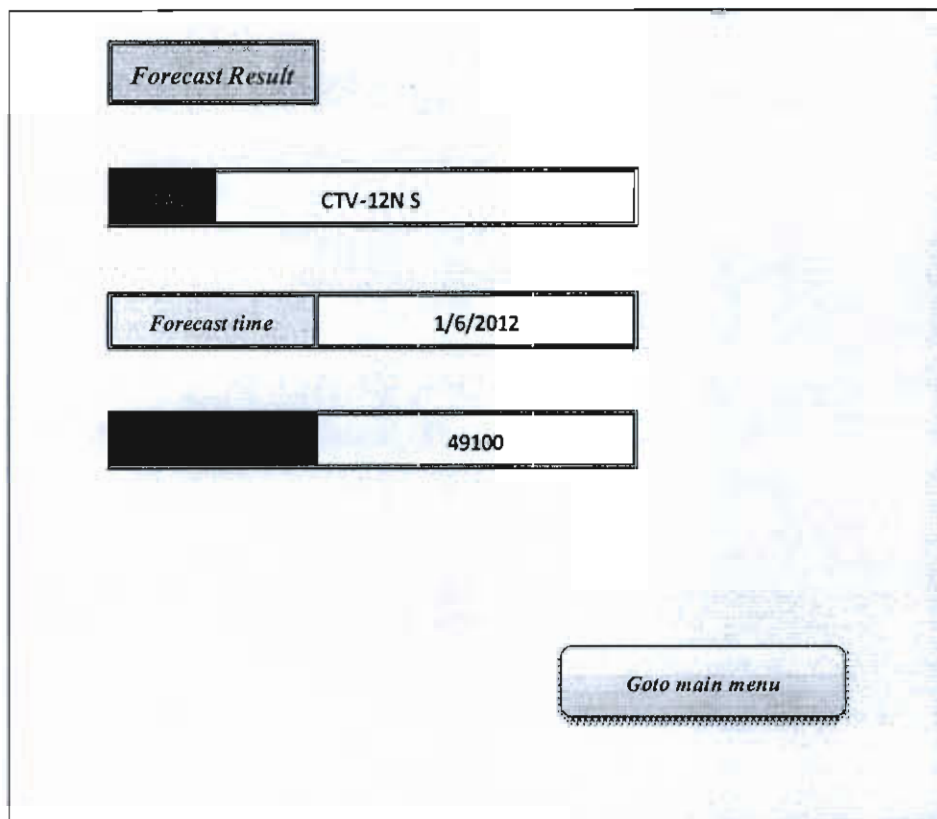 Forecast Result
CTV-12N S
Forecast time 1/6/2012
49100
Goto main menu